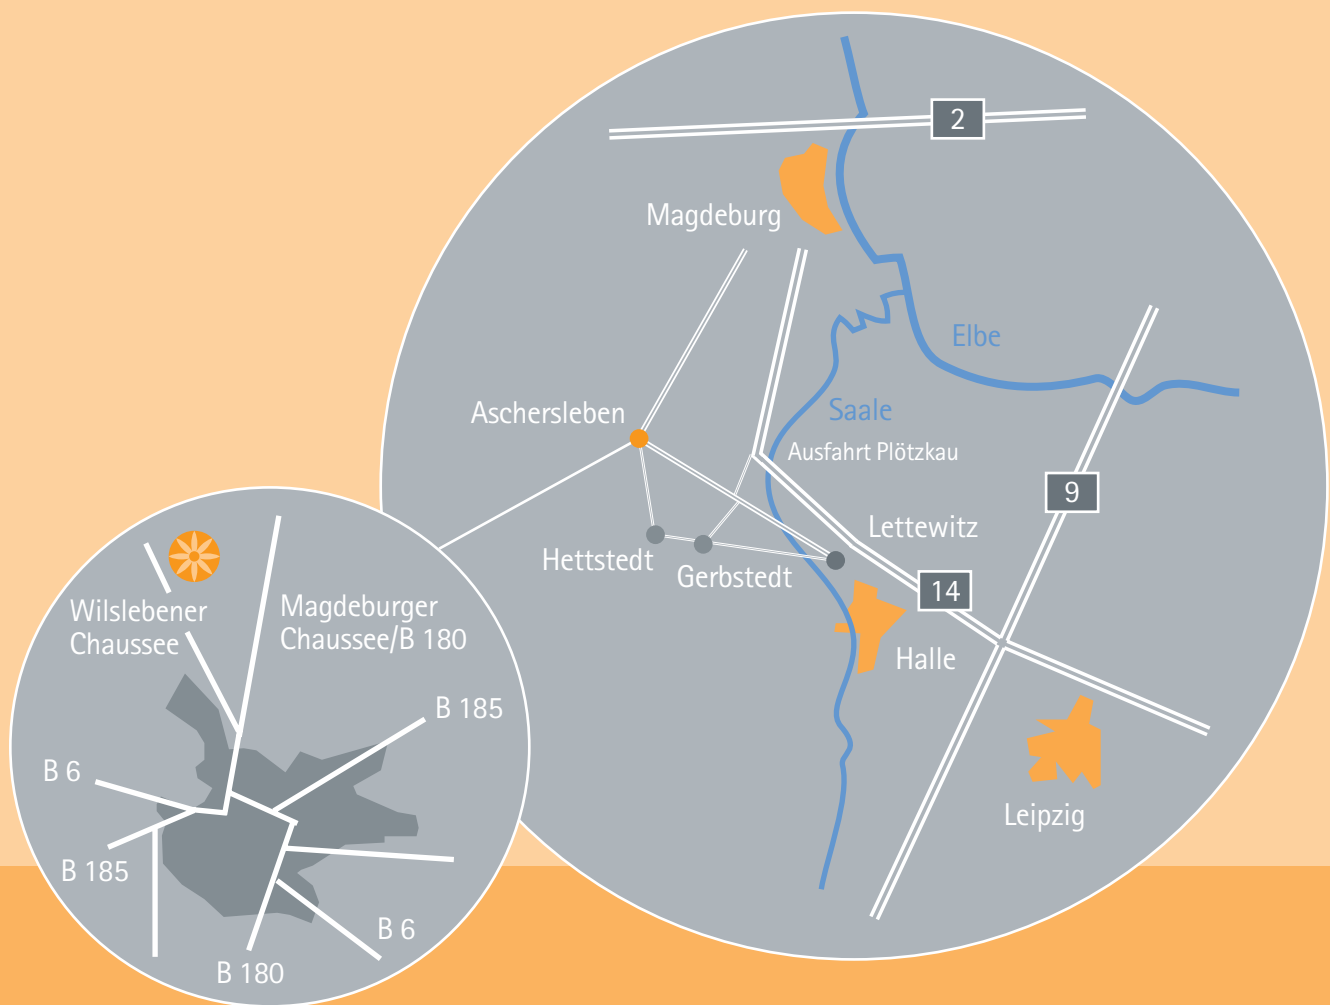 2
Magdeburg
Elbe
Aschersleben
Saale
Ausfahrt Plötzkau
9
Lettewitz
Hettstedt
Gerbstedt
14
Halle
Leipzig
Wilslebener
Chaussee
Magdeburger
Chaussee/B 180
B 185
B 6
B 185
B 6
B 180